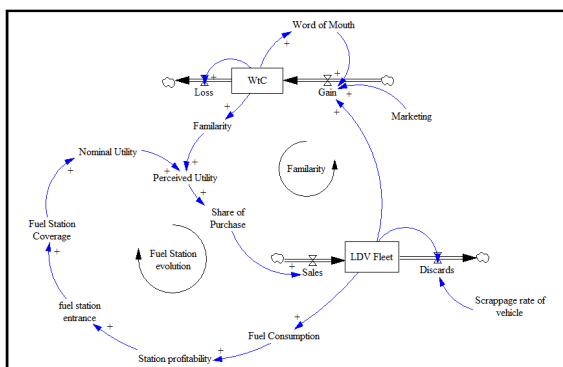 Word of Mouth
+
+
+
Loss
WtC
Gain
+
+
+
Marketing
+
Familarity
+
Nominal Utility
+
+
+
Perceived Utility
Familarity
+
Share of
Purchase
Fuel Station
Coverage
Fuel Station
evolution
+
Sales
LDV Fleet
+
Discards
+
fuel station
entrance
+
Scrappage rate of
vehicle
+
Fuel Consumption
+
Station profitability
+